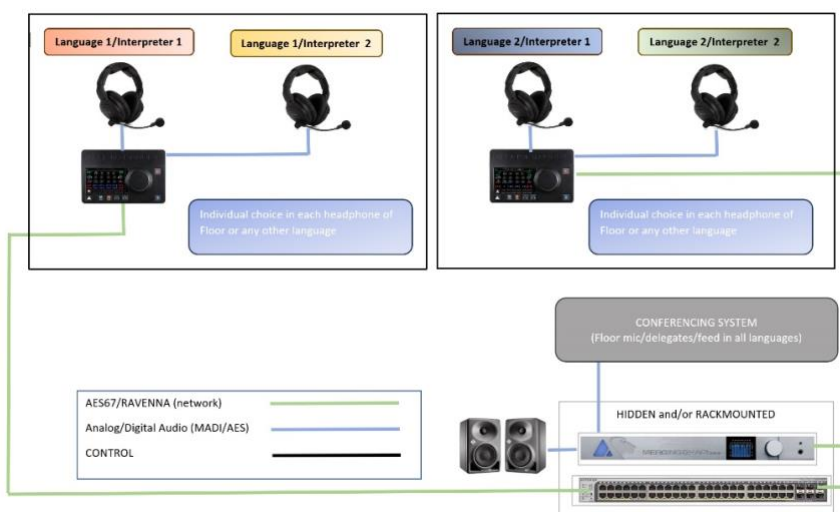 Language 1/Interpreter 1
Language 1/Interpreter 2
Individual choice in each headphone of
Floor or any other language
Language 2/Interpreter 1
Language 2/Interpreter 2
Individual choice in each headphone of
Floor or any other language
CONFERENCING SYSTEM
(Floor mic/delegates/feed in all languages)
AES67/RAVENNA (network)
Analog/Digital Audio (MADI/AES)
CONTROL
HIDDEN and/or RACKMOUNTED
MERGING